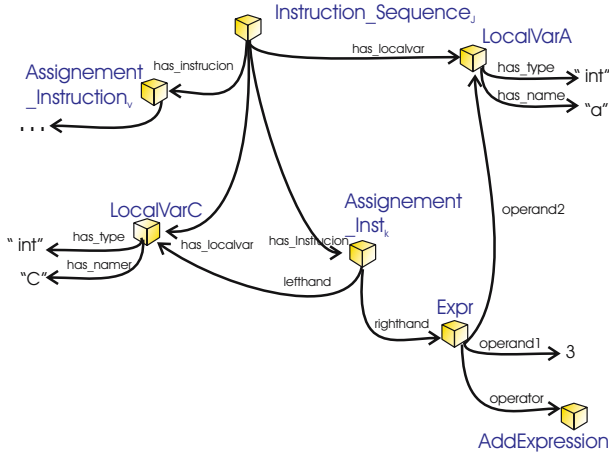 Instruction_Sequence_J
has_localvar
LocalVarA
Assignement
_Instruction_v
has_instrucion
has_type
“ int”
has_name
“a”
...
LocalVarC
Assignement
_Inst_k
operand2
“ int”
has_type
has_localvar
has_Instrucion
“C”
has_namer
lefthand
Expr
righthand
operand1
3
operator
AddExpression